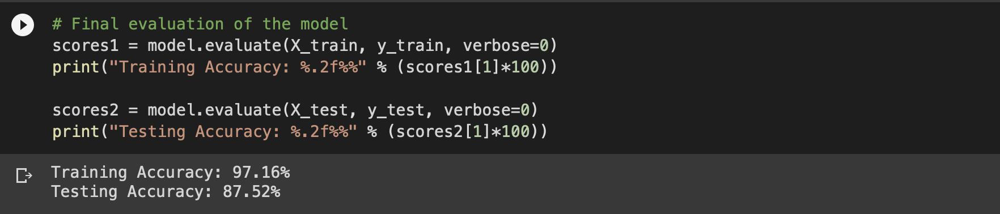 # Final evaluation of the model
scores1 = model.evaluate(X_train, y_train, verbose=0)
print("Training Accuracy: %.2f%%" % (scores1[1]*100))
scores2 = model.evaluate(X_test, y_test, verbose=0)
print("Testing Accuracy: %.2f%%" % (scores2[1]*100))
Training Accuracy: 97.16%
Testing Accuracy: 87.52%